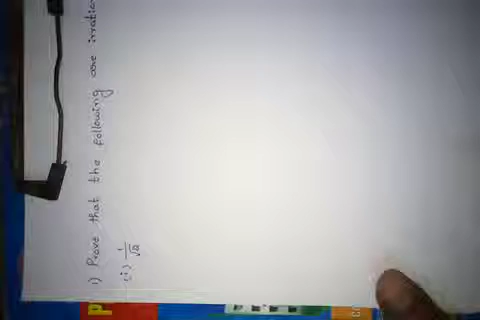 1) Prove that the following are irratio
(i) 1/√2